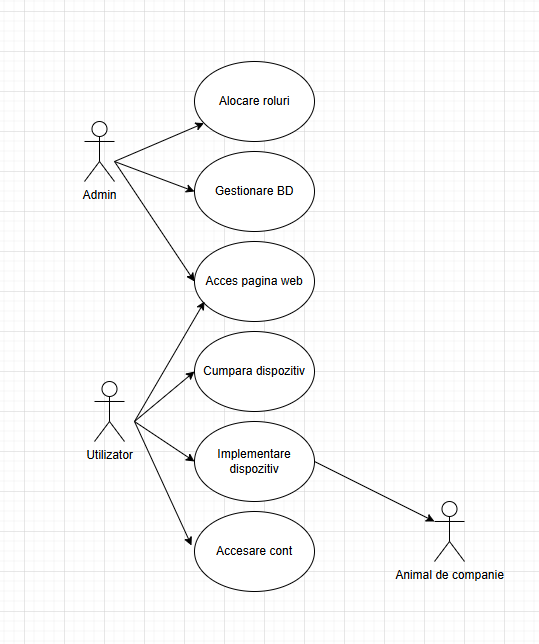 Alocare roluri
Admin
Gestionare BD
Acces pagina web
Cumpara dispozitiv
Utilizator
Implementare
dispozitiv
Accesare cont
Animal de companie